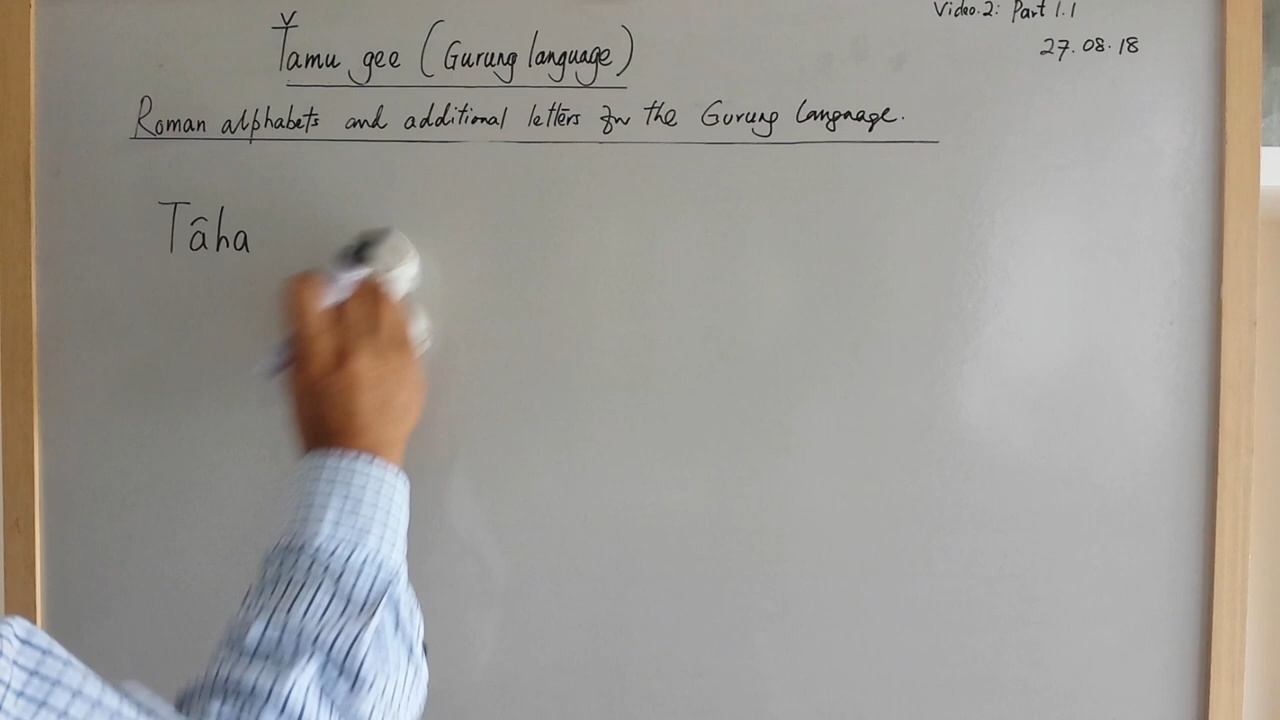 Video.2: Part 1.1
27.08.18
Ťamu gee (Gurung language)
Roman alphabets and additional letters for the Gurung Language.
Tâha